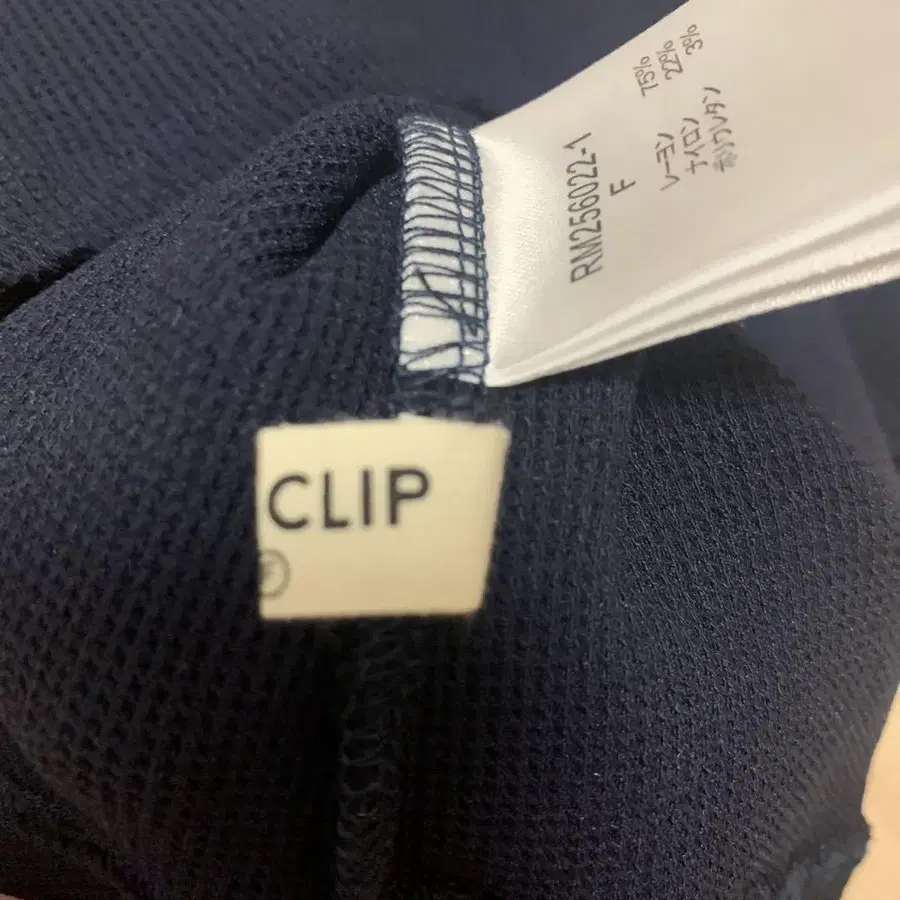 レーヨン 75%
ナイロン 22%
ポリウレタン 3%
RM256022-1
F
CLIP
F